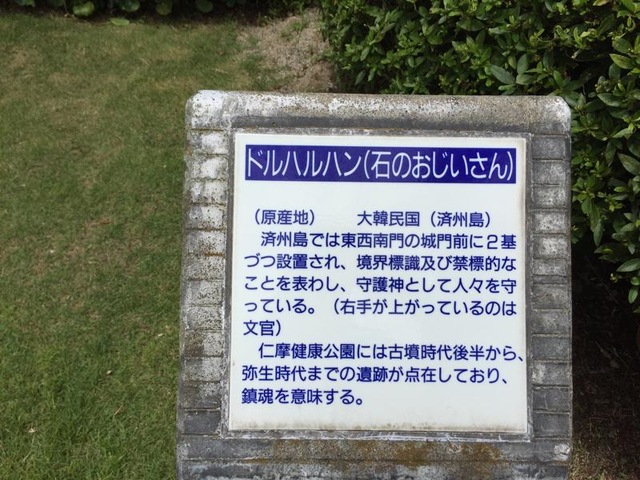 ドルハルハン(石のおじいさん)
（原産地）　　大韓民国（済州島）
済州島では東西南門の城門前に２基
づつ設置され、境界標識及び禁標的な
ことを表わし、守護神として人々を守
っている。（右手が上がっているのは
文官）
仁摩健康公園には古墳時代後半から、
弥生時代までの遺跡が点在しており、
鎮魂を意味する。